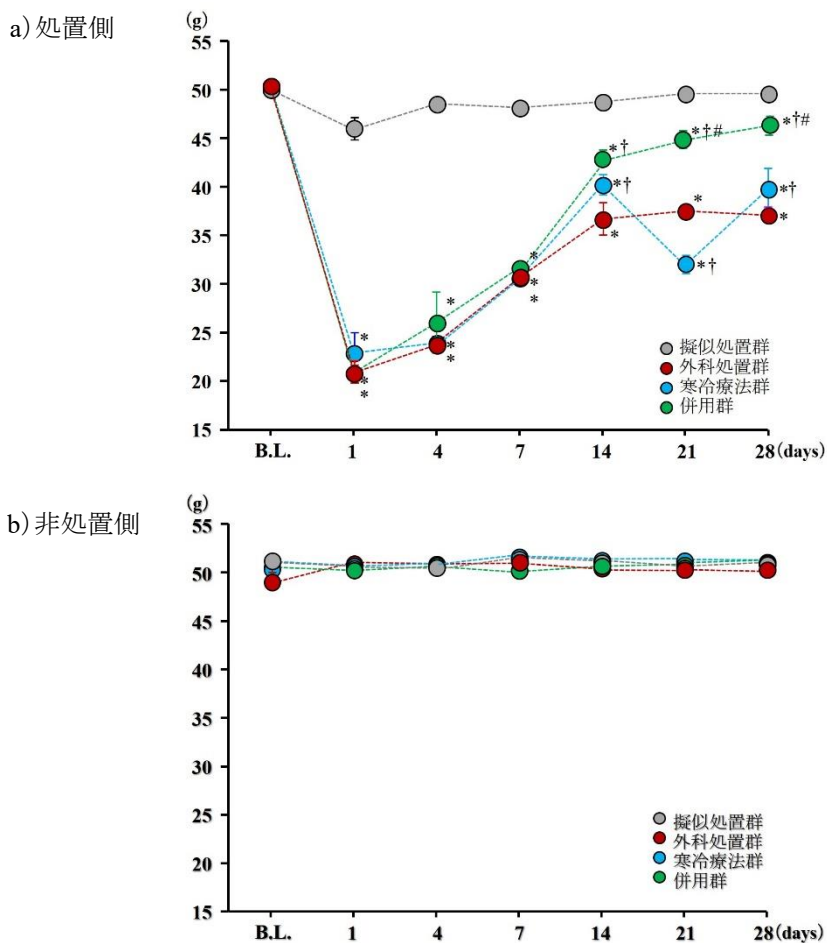 a)処置側
(g)
55
50
45
40
35
30
25
20
15
* * *
* * *
* * *
*† *† *
*†# * *†
*†# *† *
擬似処置群
外科処置群
寒冷療法群
併用群
B.L. 1 4 7 14 21 28(days)
b)非処置側
(g)
55
50
45
40
35
30
25
20
15
擬似処置群
外科処置群
寒冷療法群
併用群
B.L. 1 4 7 14 21 28(days)